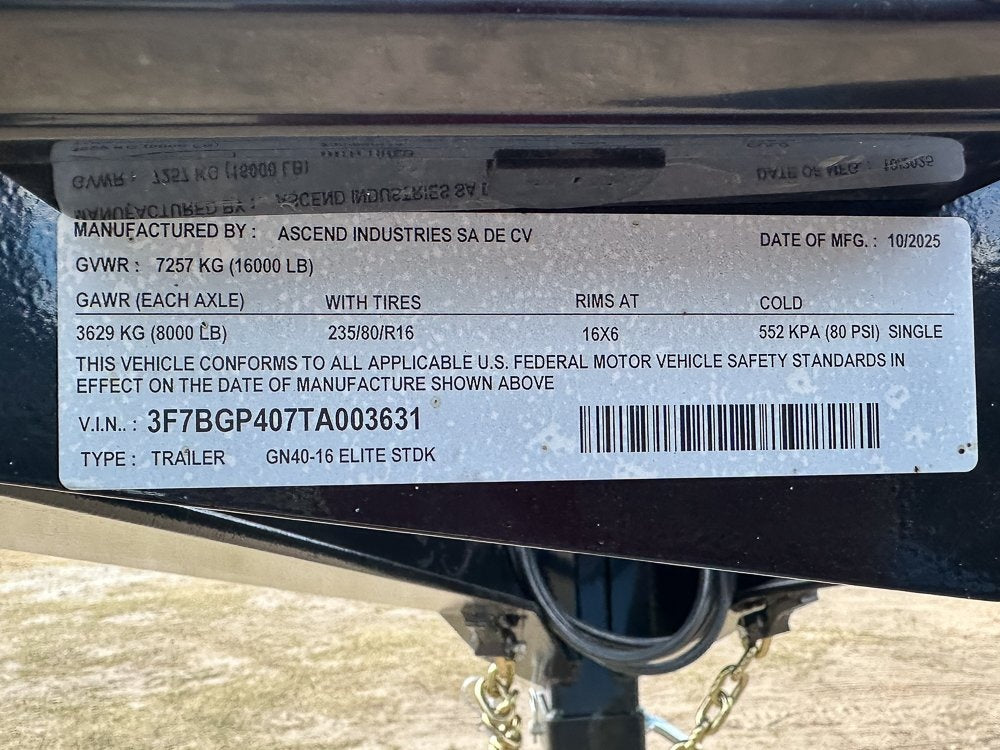 MANUFACTURED BY : ASCEND INDUSTRIES SA DE CV DATE OF MFG. : 10/2025
GVWR : 7257 KG (16000 LB)
GAWR (EACH AXLE) WITH TIRES RIMS AT COLD
3629 KG (8000 LB) 235/80/R16 16X6 552 KPA (80 PSI) SINGLE
THIS VEHICLE CONFORMS TO ALL APPLICABLE U.S. FEDERAL MOTOR VEHICLE SAFETY STANDARDS IN
EFFECT ON THE DATE OF MANUFACTURE SHOWN ABOVE
V.I.N.. : 3F7BGP407TA003631
TYPE : TRAILER GN40-16 ELITE STDK